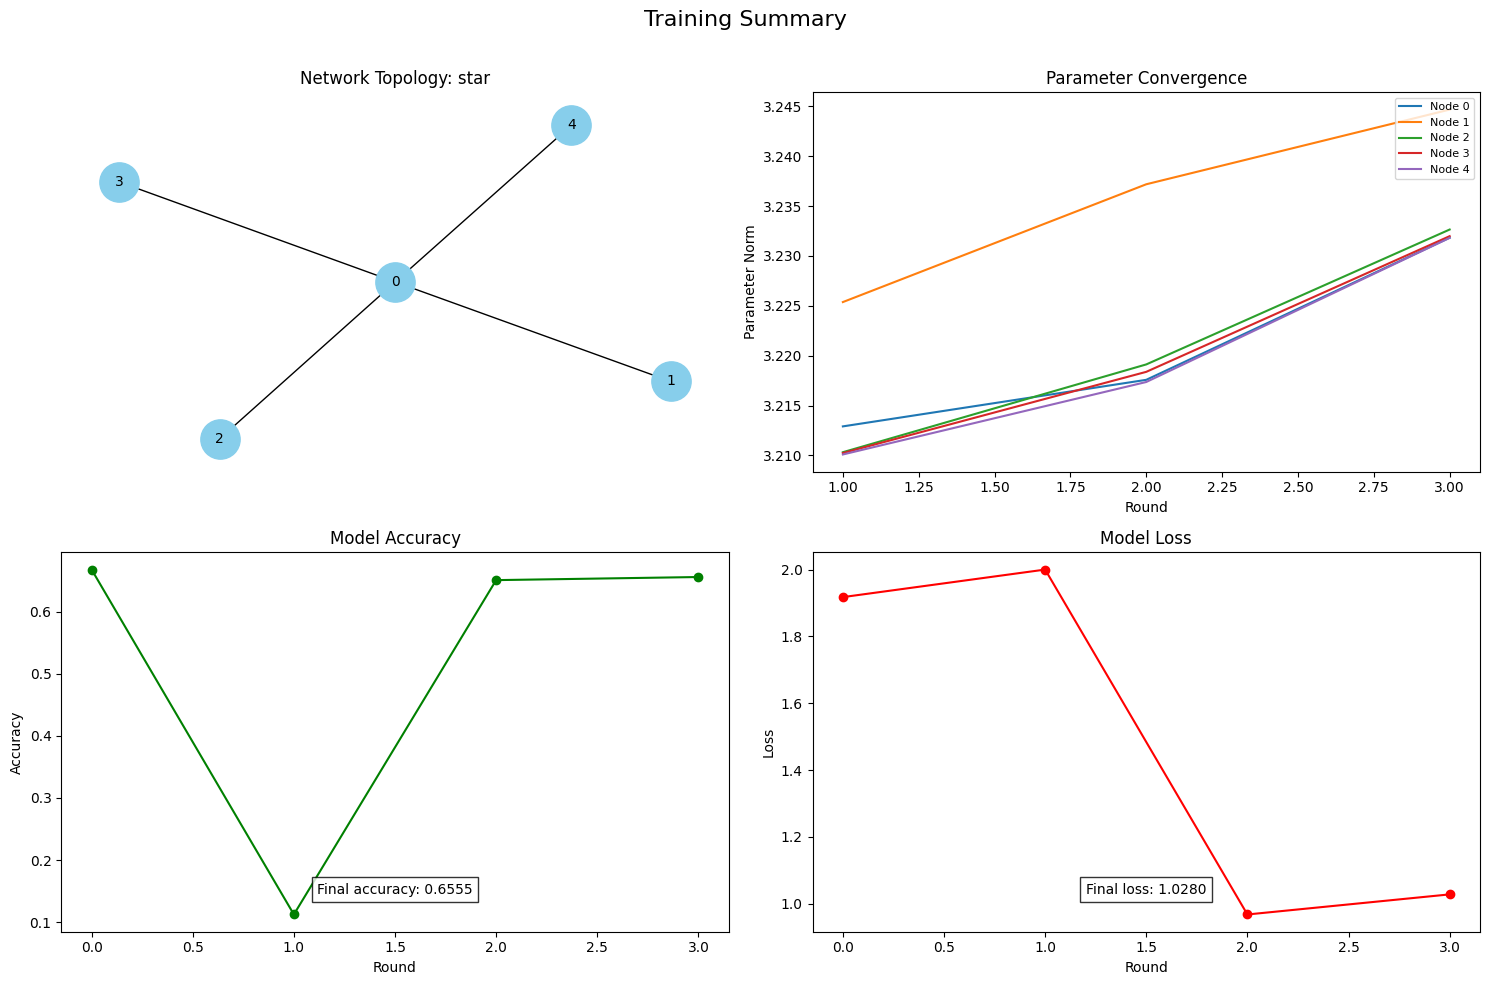 Training Summary
Network Topology: star
4
3
0
1
2
Parameter Convergence
Parameter Norm
3.245
3.240
3.235
3.230
3.225
3.220
3.215
3.210
Node 0
Node 1
Node 2
Node 3
Node 4
1.00 1.25 1.50 1.75 2.00 2.25 2.50 2.75 3.00
Round
Model Accuracy
Accuracy
0.6
0.5
0.4
0.3
0.2
0.1
Final accuracy: 0.6555
0.0 0.5 1.0 1.5 2.0 2.5 3.0
Round
Model Loss
Loss
2.0
1.8
1.6
1.4
1.2
1.0
Final loss: 1.0280
0.0 0.5 1.0 1.5 2.0 2.5 3.0
Round